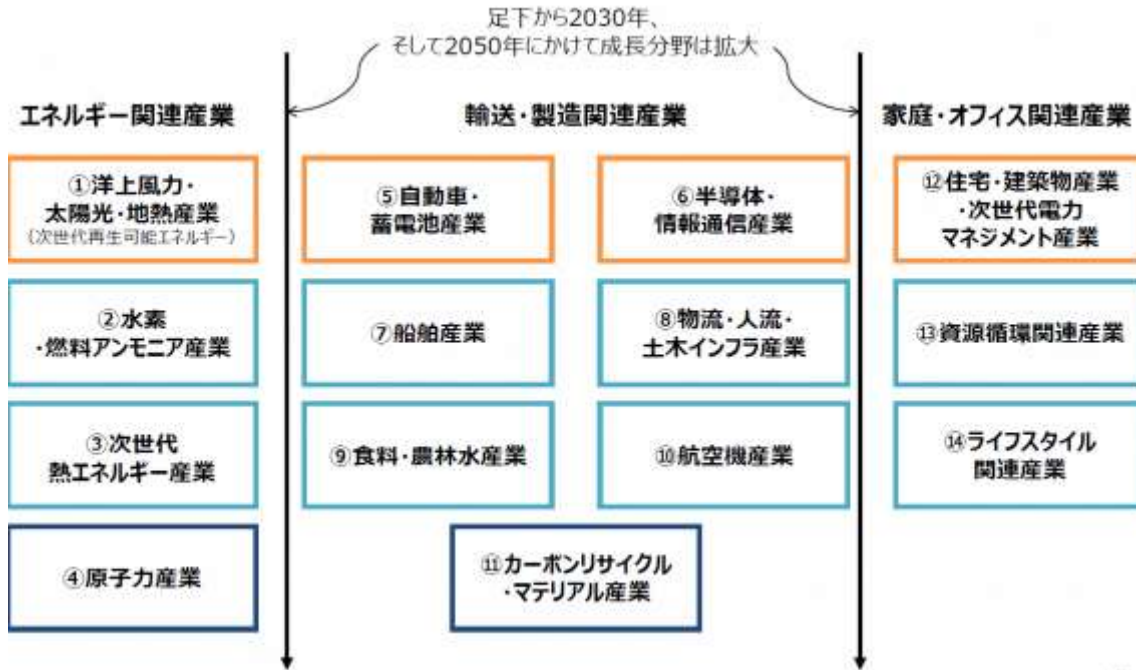 足下から2030年、
そして2050年にかけて成長分野は拡大
エネルギー関連産業
輸送・製造関連産業
家庭・オフィス関連産業
①洋上風力・
太陽光・地熱産業
（次世代再生可能エネルギー）
⑤自動車・
蓄電池産業
⑥半導体・
情報通信産業
⑫住宅・建築物産業
・次世代電力
マネジメント産業
②水素
・燃料アンモニア産業
⑦船舶産業
⑧物流・人流・
土木インフラ産業
⑬資源循環関連産業
③次世代
熱エネルギー産業
⑨食料・農林水産業
⑩航空機産業
⑭ライフスタイル
関連産業
④原子力産業
⑪カーボンリサイクル
・マテリアル産業